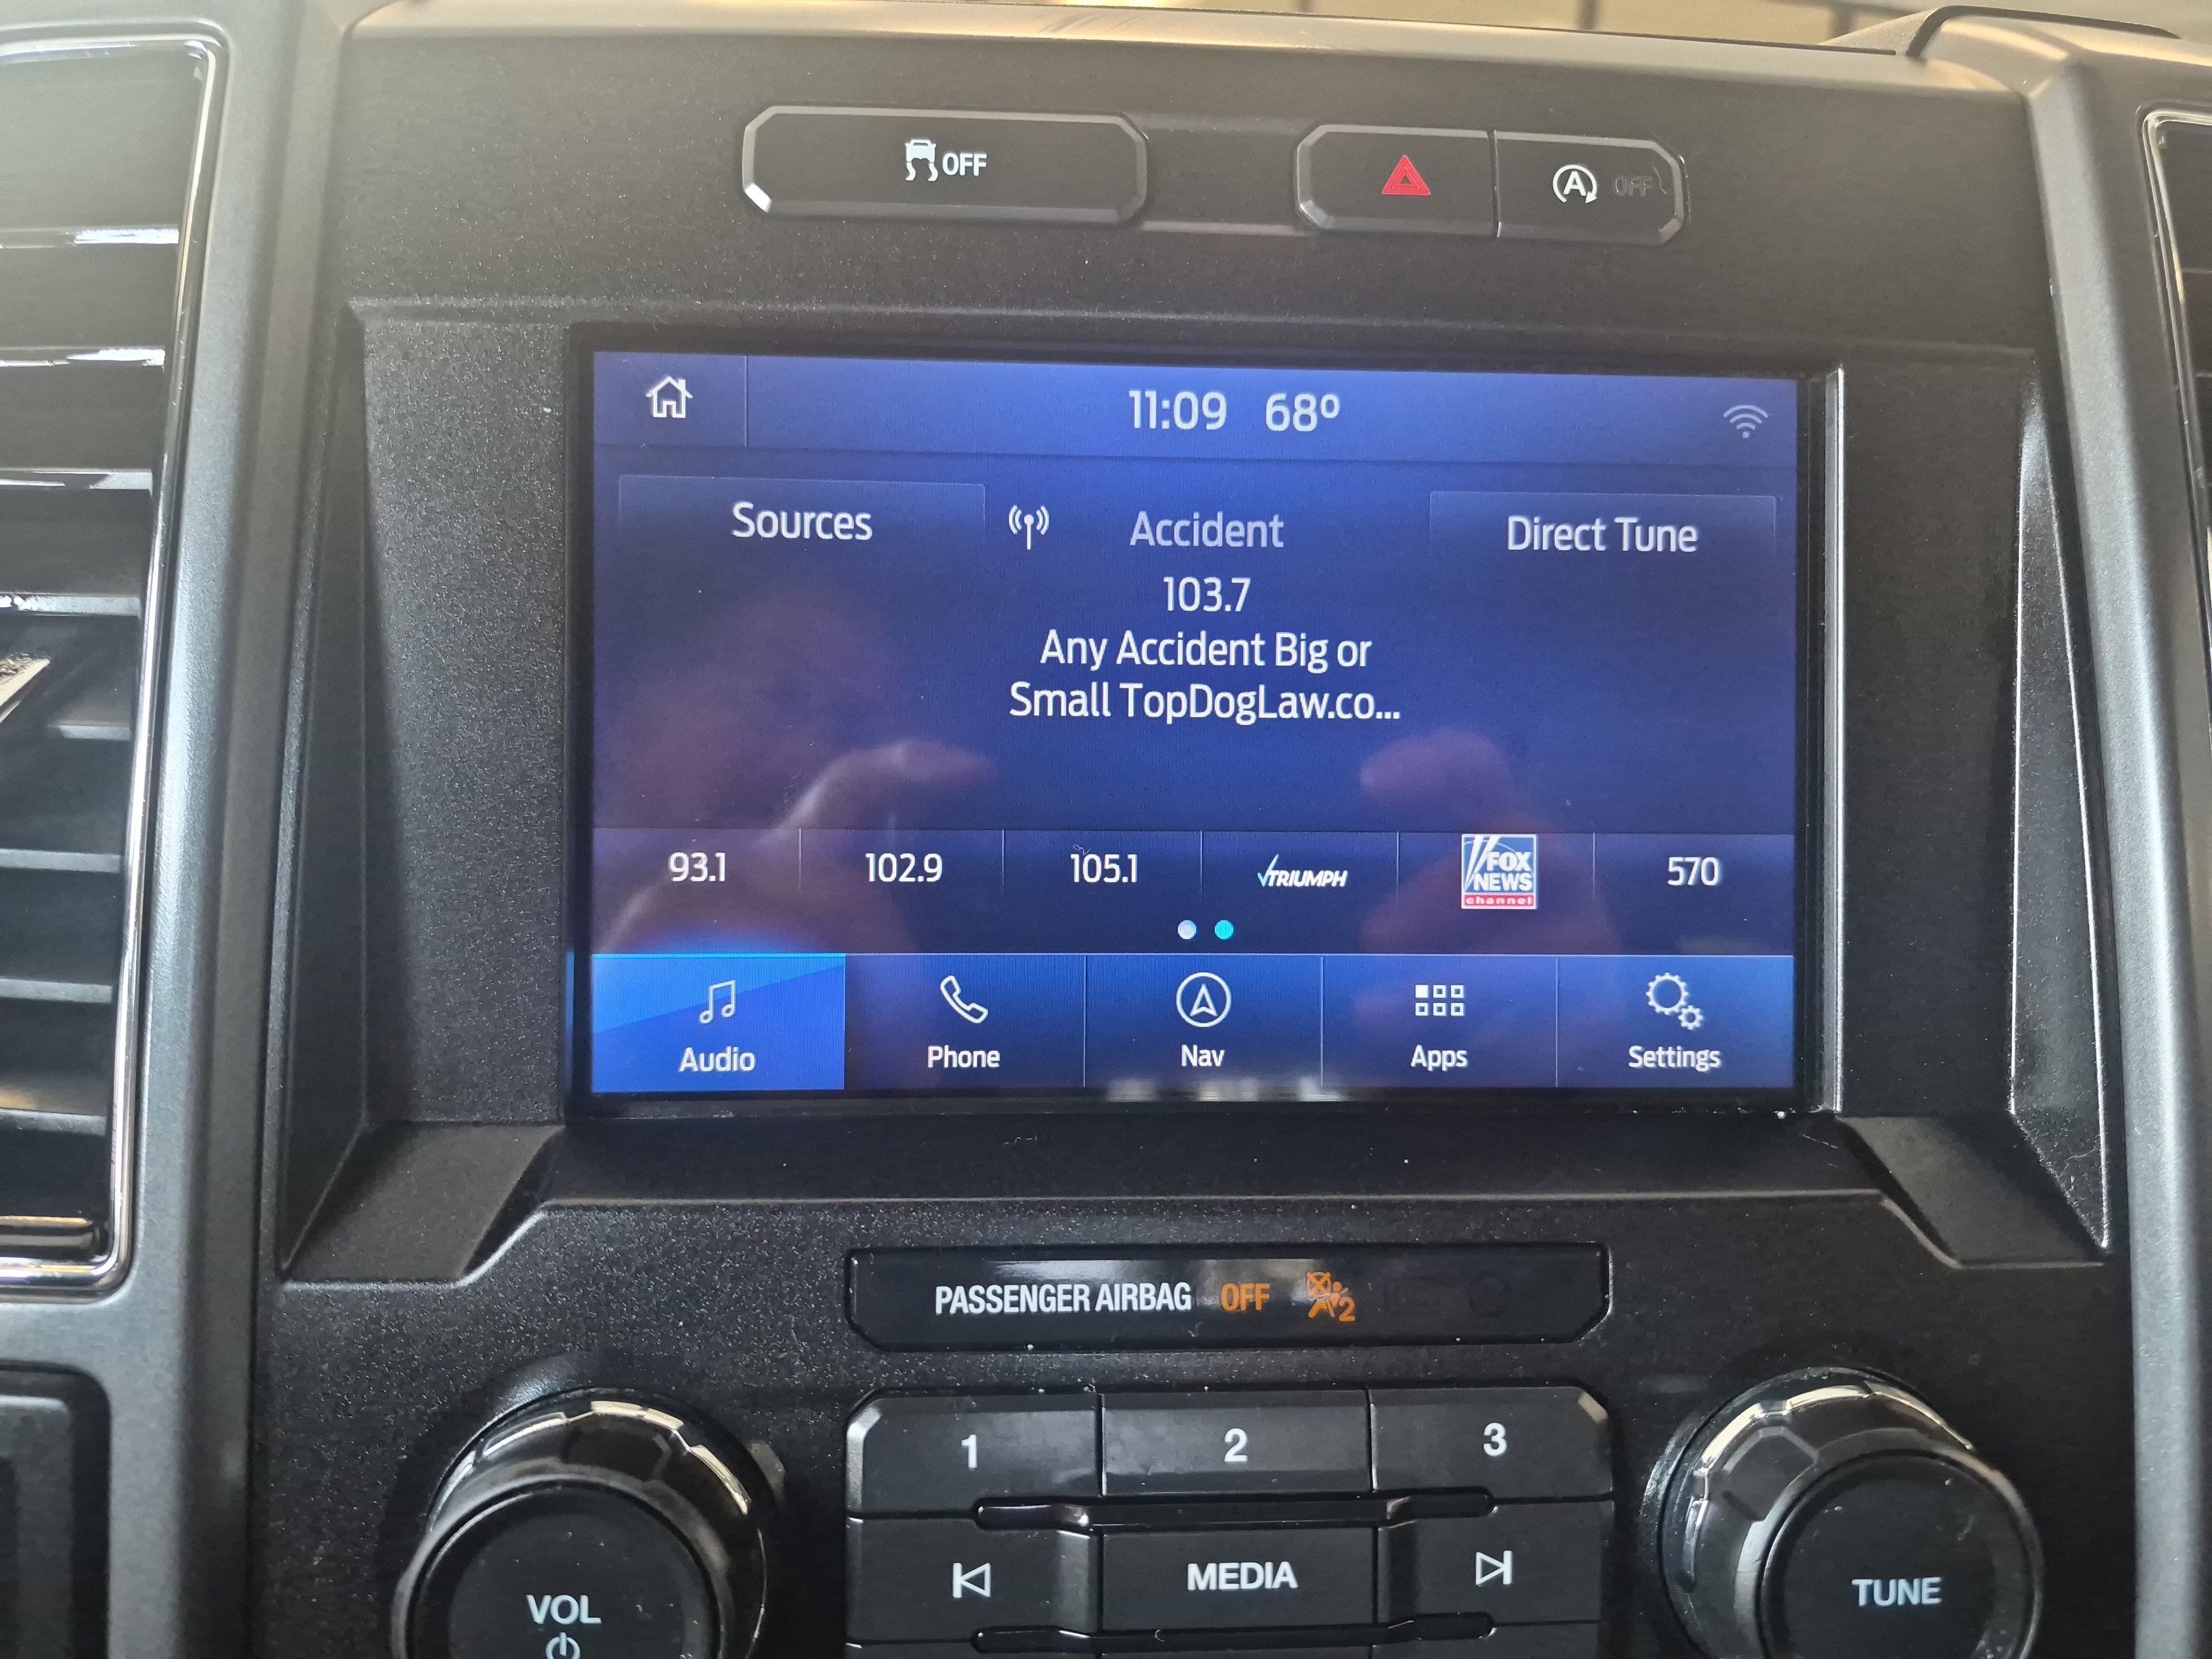 OFF
A OFF
11:09 68º
Sources
Accident
Direct Tune
103.7
Any Accident Big or
Small TopDogLaw.co...
93.1
102.9
105.1
TRIUMPH
FOX
NEWS
channel
570
Audio
Phone
Nav
Apps
Settings
PASSENGER AIRBAG OFF 2
1
2
3
VOL
MEDIA
TUNE